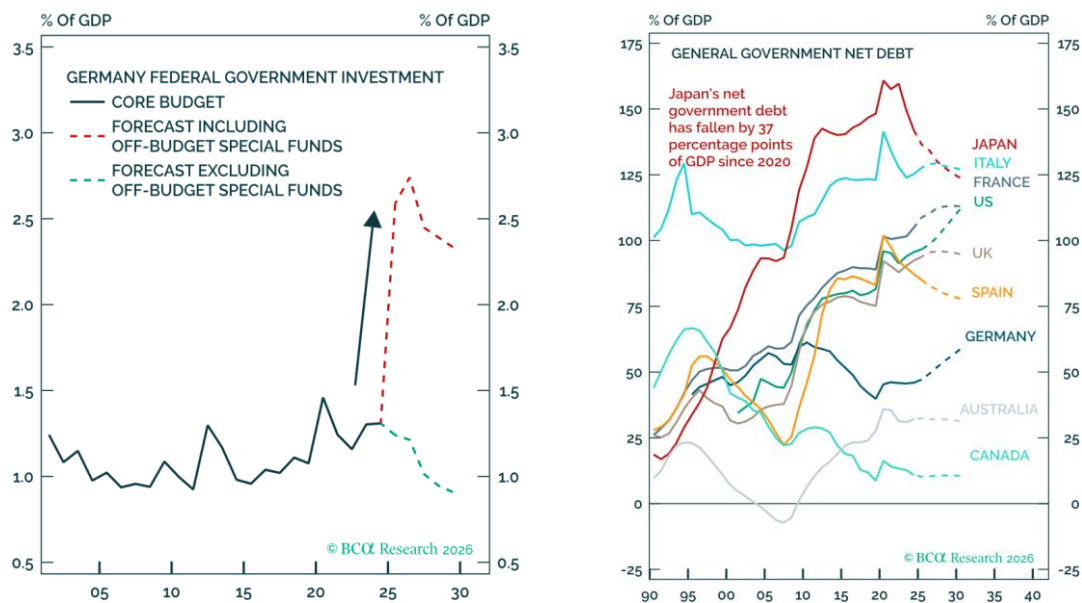 % Of GDP % Of GDP
3.5 3.5
GERMANY FEDERAL GOVERNMENT INVESTMENT
CORE BUDGET
FORECAST INCLUDING
OFF-BUDGET SPECIAL FUNDS
FORECAST EXCLUDING
OFF-BUDGET SPECIAL FUNDS
3.0 3.0
2.5 2.5
2.0 2.0
1.5 1.5
1.0 1.0
© BCα Research 2026
0.5 0.5
05 10 15 20 25 30
% Of GDP % Of GDP
175 175
GENERAL GOVERNMENT NET DEBT
Japan's net
government debt
has fallen by 37
percentage points
of GDP since 2020
150 150
JAPAN
ITALY
125 125
FRANCE
US
100 100
UK
SPAIN
75 75
GERMANY
50 50
AUSTRALIA
25 25
CANADA
0 0
© BCα Research 2026
-25 -25
90 95 00 05 10 15 20 25 30 35 40